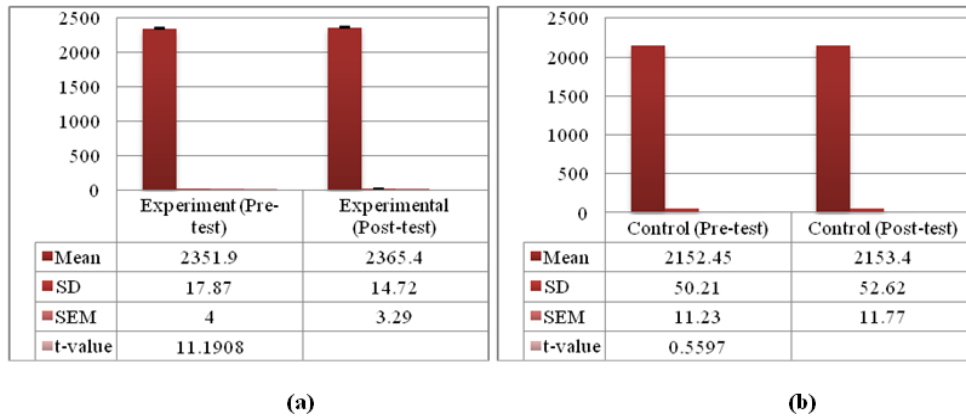 2500
2000
1500
1000
500
0
Experiment (Pre-test)
Experimental (Post-test)
Mean 2351.9 2365.4
SD 17.87 14.72
SEM 4 3.29
t-value 11.1908
(a)
2500
2000
1500
1000
500
0
Control (Pre-test) Control (Post-test)
Mean 2152.45 2153.4
SD 50.21 52.62
SEM 11.23 11.77
t-value 0.5597
(b)